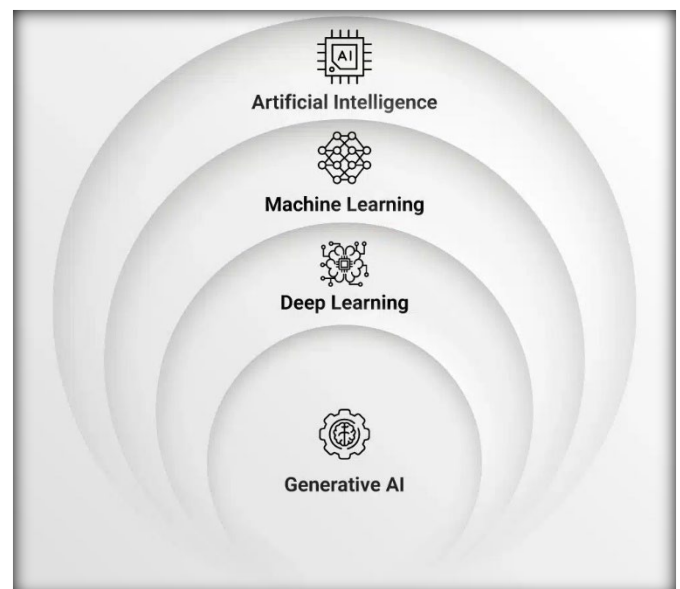 AI
Artificial Intelligence
Machine Learning
Deep Learning
Generative AI